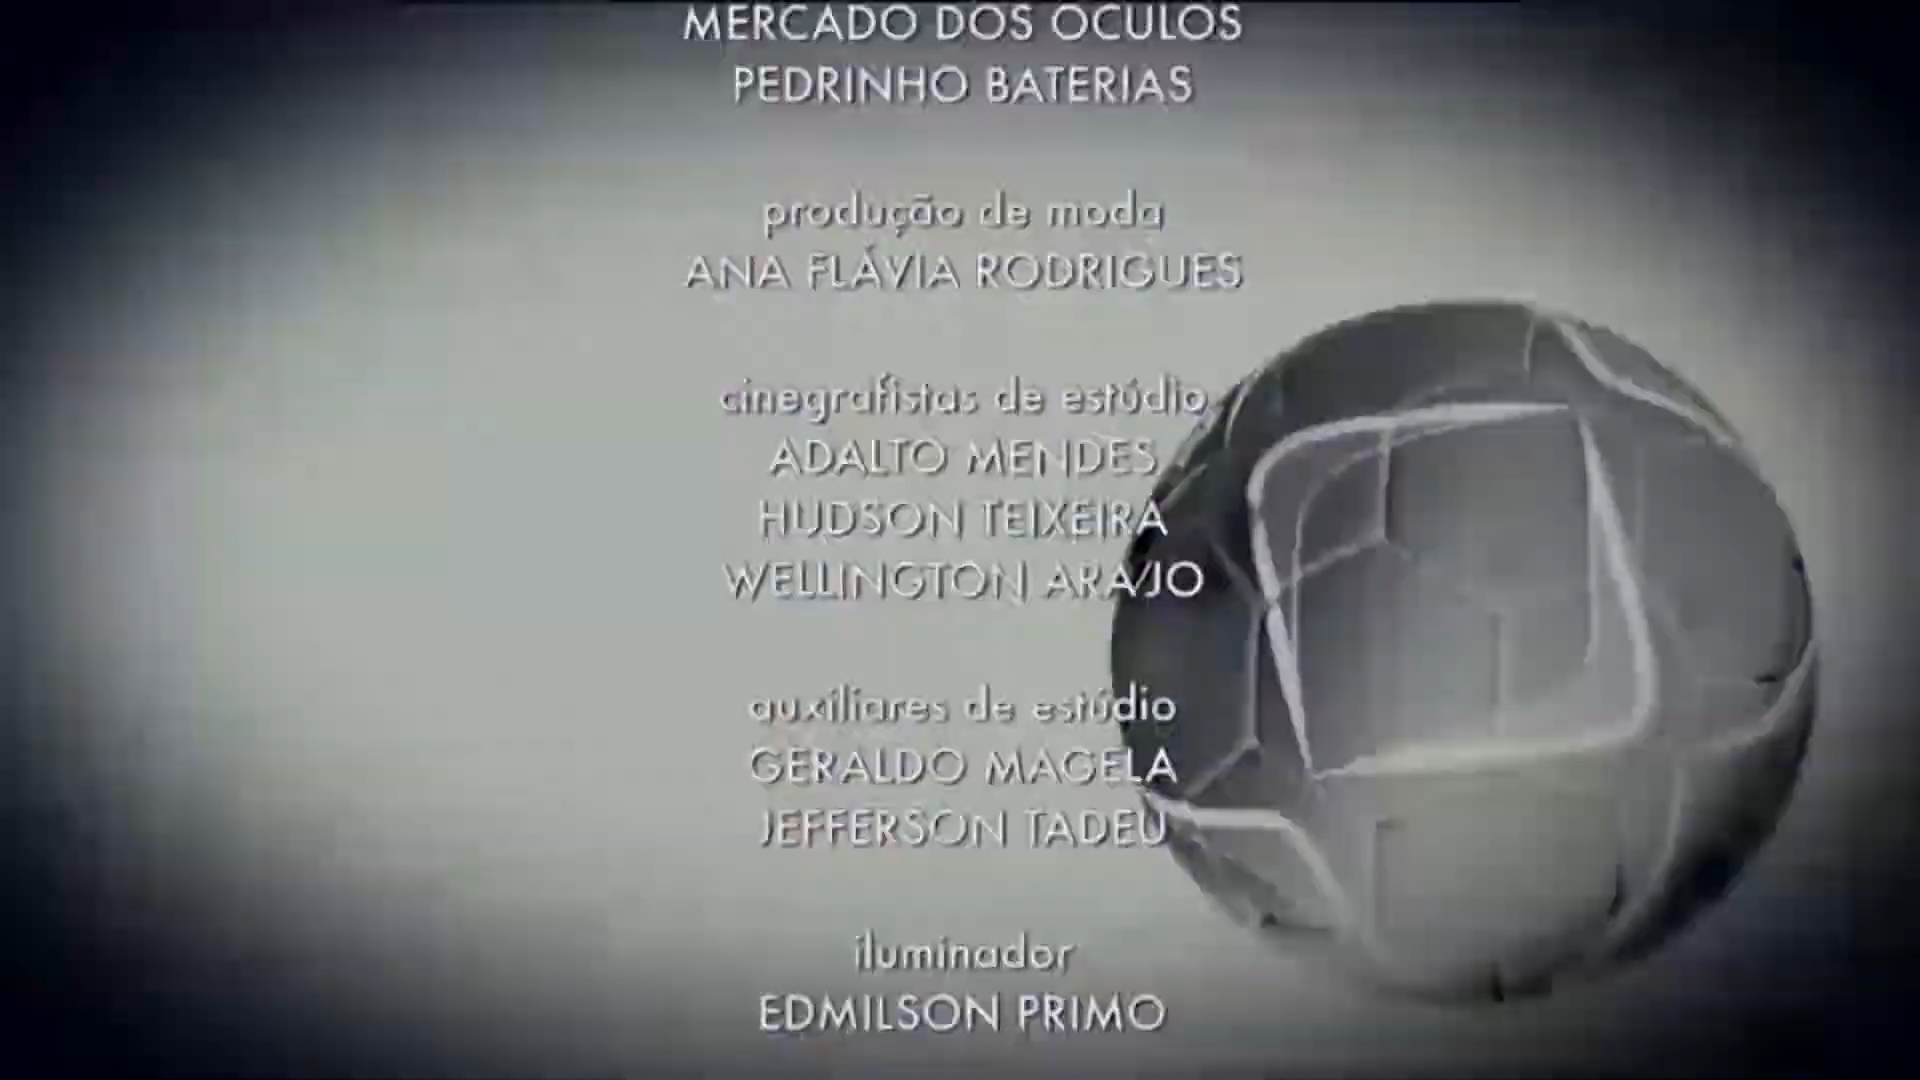 MERCADO DOS OCULOS
PEDRINHO BATERIAS
produção de moda
ANA FLÁVIA RODRIGUES
cinegrafistas de estúdio
ADALTO MENDES
HUDSON TEIXEIRA
WELLINGTON ARAJO
auxiliares de estúdio
GERALDO MAGELA
JEFFERSON TADEU
iluminador
EDMILSON PRIMO